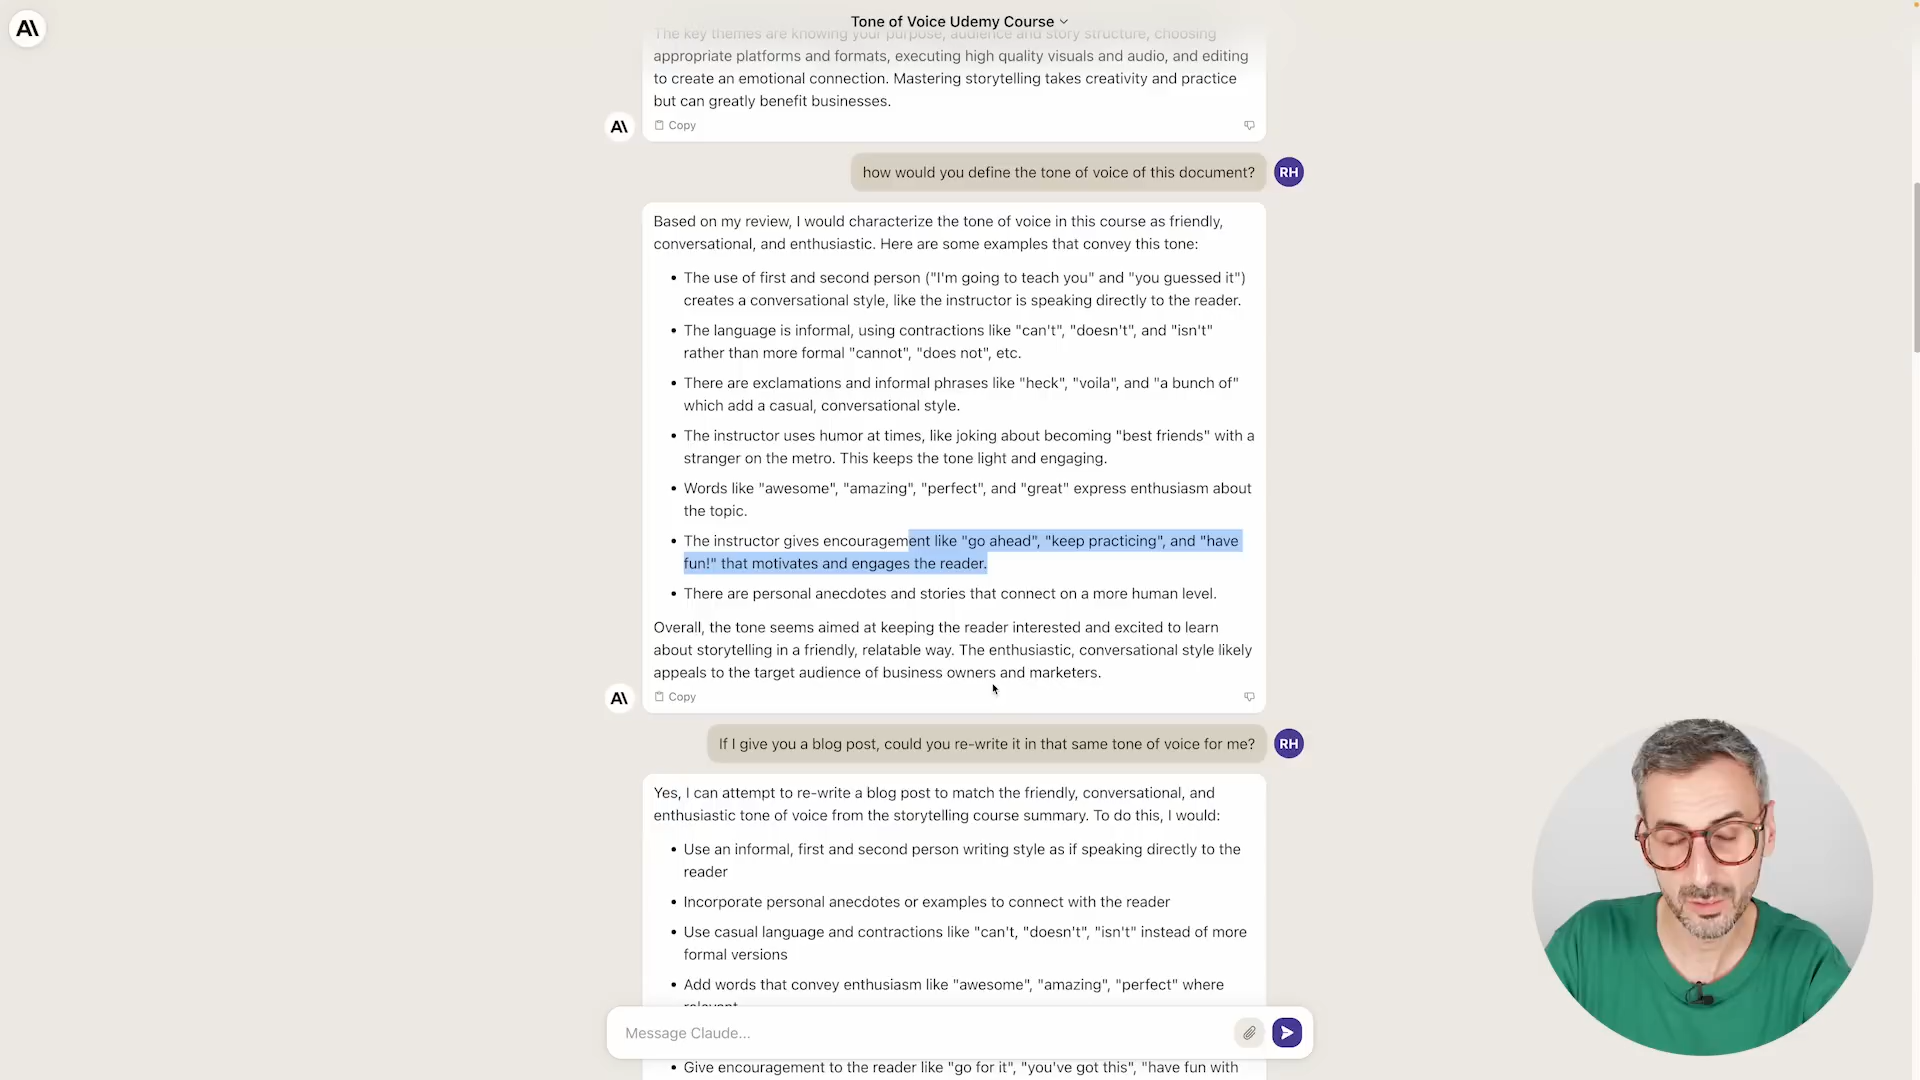 Tone of Voice Udemy Course
The key themes are knowing your purpose, audience and story structure, choosing
appropriate platforms and formats, executing high quality visuals and audio, and editing
to create an emotional connection. Mastering storytelling takes creativity and practice
but can greatly benefit businesses.
Copy
how would you define the tone of voice of this document?
RH
Based on my review, I would characterize the tone of voice in this course as friendly,
conversational, and enthusiastic. Here are some examples that convey this tone:
• The use of first and second person ("I'm going to teach you" and "you guessed it")
creates a conversational style, like the instructor is speaking directly to the reader.
• The language is informal, using contractions like "can't", "doesn't", and "isn't"
rather than more formal "cannot", "does not", etc.
• There are exclamations and informal phrases like "heck", "voila", and "a bunch of"
which add a casual, conversational style.
• The instructor uses humor at times, like joking about becoming "best friends" with a
stranger on the metro. This keeps the tone light and engaging.
• Words like "awesome", "amazing", "perfect", and "great" express enthusiasm about
the topic.
• The instructor gives encouragement like "go ahead", "keep practicing", and "have
fun!" that motivates and engages the reader.
• There are personal anecdotes and stories that connect on a more human level.
Overall, the tone seems aimed at keeping the reader interested and excited to learn
about storytelling in a friendly, relatable way. The enthusiastic, conversational style likely
appeals to the target audience of business owners and marketers.
Copy
If I give you a blog post, could you re-write it in that same tone of voice for me?
RH
Yes, I can attempt to re-write a blog post to match the friendly, conversational, and
enthusiastic tone of voice from the storytelling course summary. To do this, I would:
• Use an informal, first and second person writing style as if speaking directly to the
reader
• Incorporate personal anecdotes or examples to connect with the reader
• Use casual language and contractions like "can't, "doesn't", "isn't" instead of more
formal versions
• Add words that convey enthusiasm like "awesome", "amazing", "perfect" where
relevant
Message Claude...
• Give encouragement to the reader like "go for it", "you've got this", "have fun with